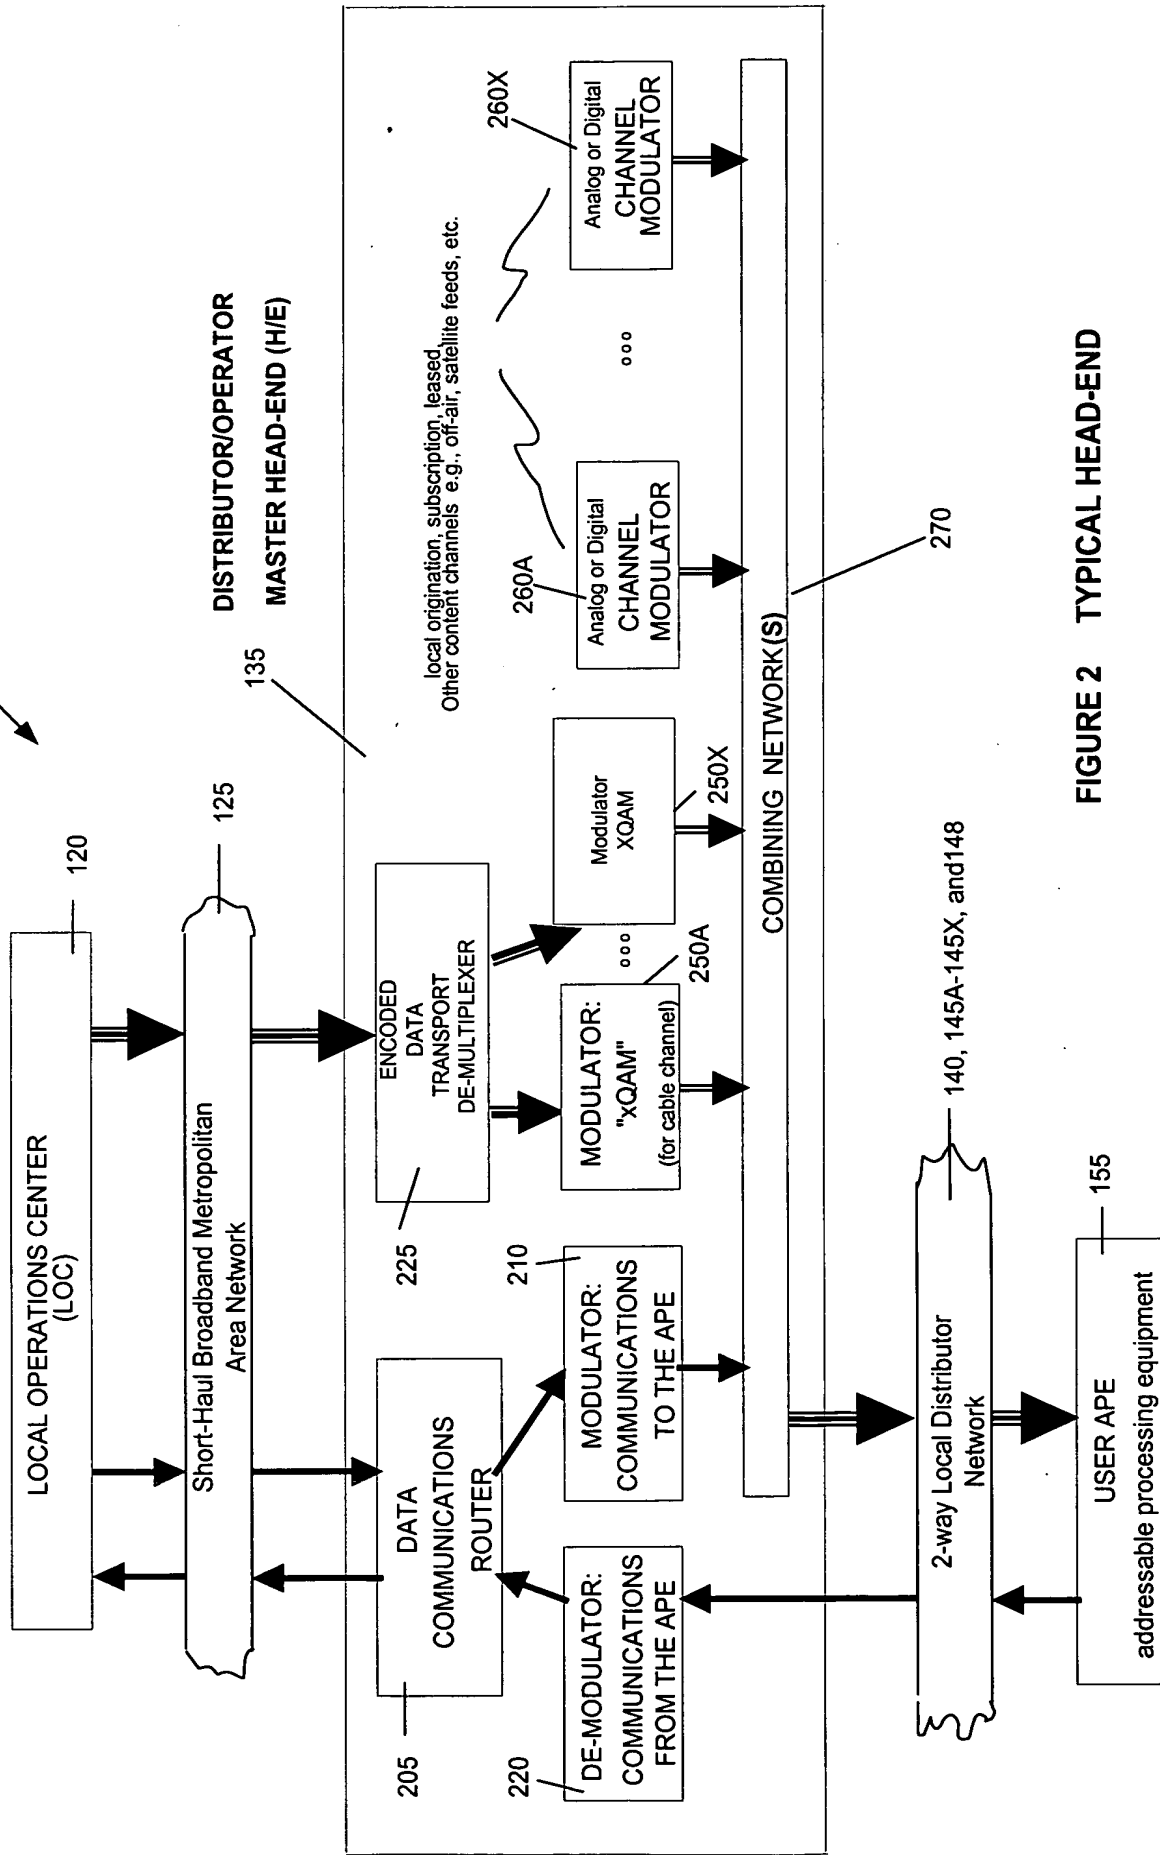 120
LOCAL OPERATIONS CENTER
(LOC)
125
Short-Haul Broadband Metropolitan
Area Network
DISTRIBUTOR/OPERATOR
MASTER HEAD-END (H/E)
135
205
DATA
COMMUNICATIONS
ROUTER
225
ENCODED
DATA
TRANSPORT
DE-MULTIPLEXER
local origination, subscription, leased,
Other content channels e.g., off-air, satellite feeds, etc.
220
DE-MODULATOR:
COMMUNICATIONS
FROM THE APE
210
MODULATOR:
COMMUNICATIONS
TO THE APE
MODULATOR:
"xQAM"
(for cable channel)
250A
ooo
Modulator
XQAM
250X
260A
Analog or Digital
CHANNEL
MODULATOR
ooo
260X
Analog or Digital
CHANNEL
MODULATOR
COMBINING NETWORK(S)
270
2-way Local Distributor
Network
140, 145A-145X, and148
USER APE
addressable processing equipment
155
FIGURE 2 TYPICAL HEAD-END